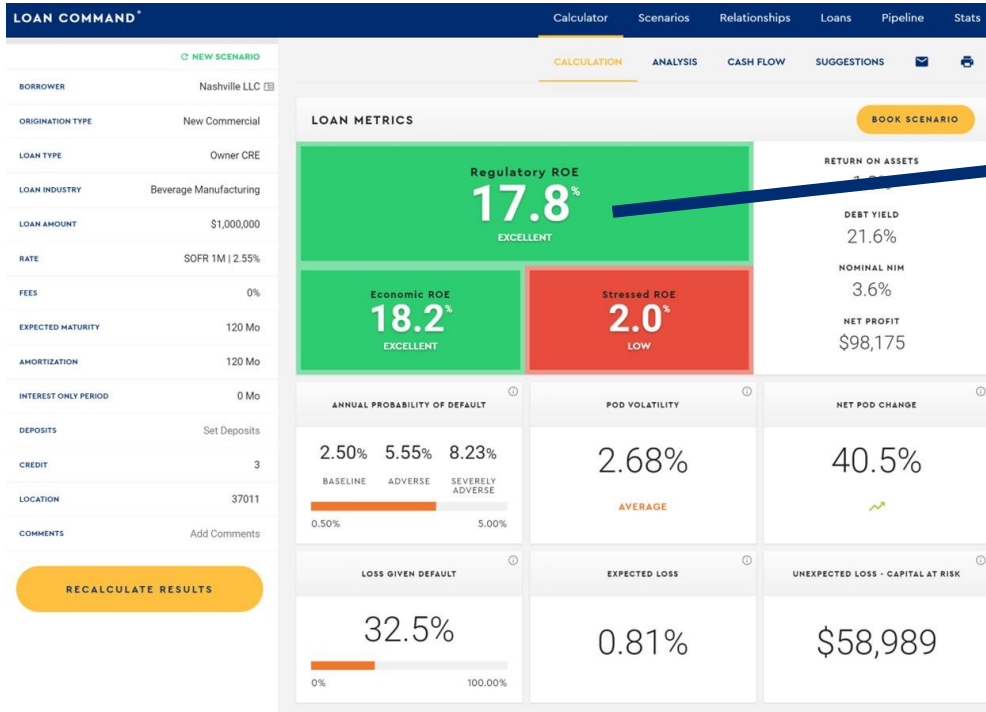 LOAN COMMAND
Calculator Scenarios Relationships Loans Pipeline Stats
NEW SCENARIO
CALCULATION ANALYSIS CASH FLOW SUGGESTIONS
BORROWER Nashville LLC
ORIGINATION TYPE New Commercial
LOAN TYPE Owner CRE
LOAN INDUSTRY Beverage Manufacturing
LOAN AMOUNT $1,000,000
RATE SOFR 1M | 2.55%
FEES 0%
EXPECTED MATURITY 120 Mo
AMORTIZATION 120 Mo
INTEREST ONLY PERIOD 0 Mo
DEPOSITS Set Deposits
CREDIT 3
LOCATION 37011
COMMENTS Add Comments
RECALCULATE RESULTS
LOAN METRICS BOOK SCENARIO
Regulatory ROE
17.8%
EXCELLENT
Economic ROE
18.2%
EXCELLENT
Stressed ROE
2.0%
LOW
RETURN ON ASSETS
DEBT YIELD
21.6%
NOMINAL NIM
3.6%
NET PROFIT
$98,175
ANNUAL PROBABILITY OF DEFAULT
2.50% 5.55% 8.23%
BASELINE ADVERSE SEVERELY
ADVERSE
0.50% 5.00%
POD VOLATILITY
2.68%
AVERAGE
NET POD CHANGE
40.5%
LOSS GIVEN DEFAULT
32.5%
0% 100.00%
EXPECTED LOSS
0.81%
UNEXPECTED LOSS - CAPITAL AT RISK
$58,989